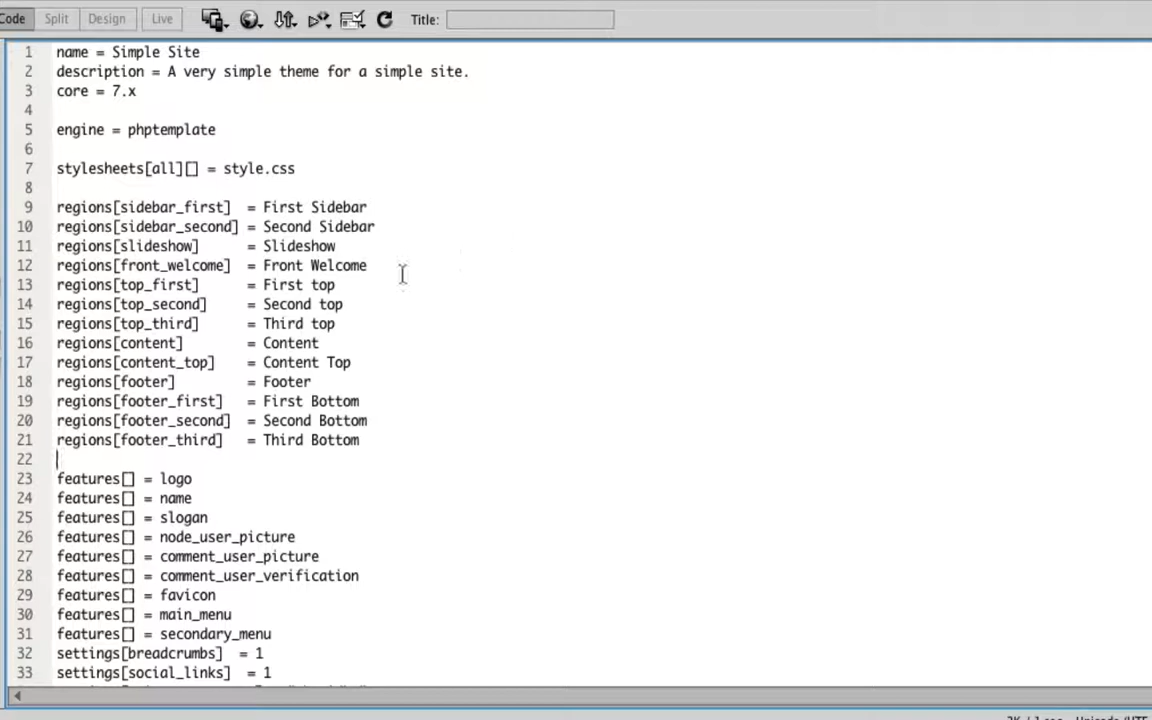 Code Split Design Live Title:
1 name = Simple Site
2 description = A very simple theme for a simple site.
3 core = 7.x
4
5 engine = phptemplate
6
7 stylesheets[all][] = style.css
8
9 regions[sidebar_first] = First Sidebar
10 regions[sidebar_second] = Second Sidebar
11 regions[slideshow] = Slideshow
12 regions[front_welcome] = Front Welcome
13 regions[top_first] = First top
14 regions[top_second] = Second top
15 regions[top_third] = Third top
16 regions[content] = Content
17 regions[content_top] = Content Top
18 regions[footer] = Footer
19 regions[footer_first] = First Bottom
20 regions[footer_second] = Second Bottom
21 regions[footer_third] = Third Bottom
22
23 features[] = logo
24 features[] = name
25 features[] = slogan
26 features[] = node_user_picture
27 features[] = comment_user_picture
28 features[] = comment_user_verification
29 features[] = favicon
30 features[] = main_menu
31 features[] = secondary_menu
32 settings[breadcrumbs] = 1
33 settings[social_links] = 1